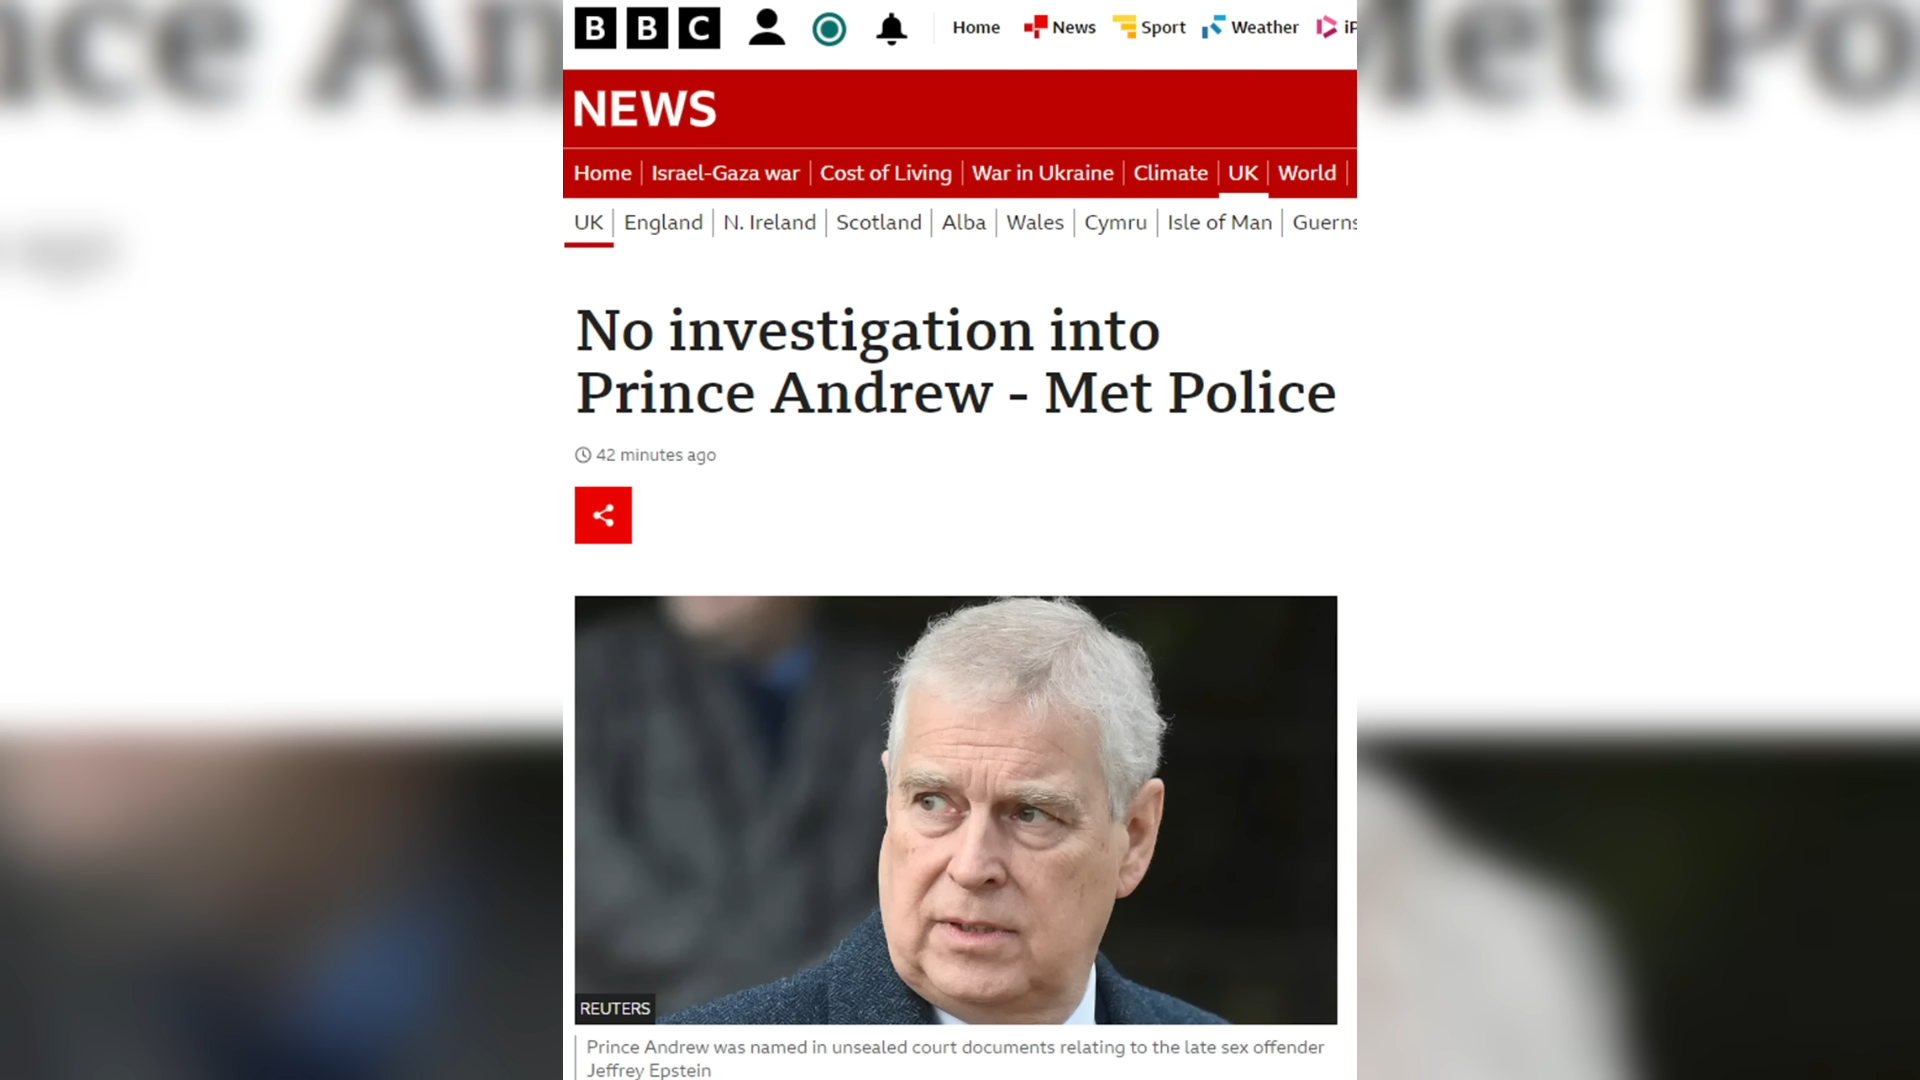 BBC
Home News Sport Weather iP
NEWS
Home Israel-Gaza war Cost of Living War in Ukraine Climate UK World
UK England N. Ireland Scotland Alba Wales Cymru Isle of Man Guerns
No investigation into
Prince Andrew - Met Police
42 minutes ago
REUTERS
Prince Andrew was named in unsealed court documents relating to the late sex offender
Jeffrey Epstein